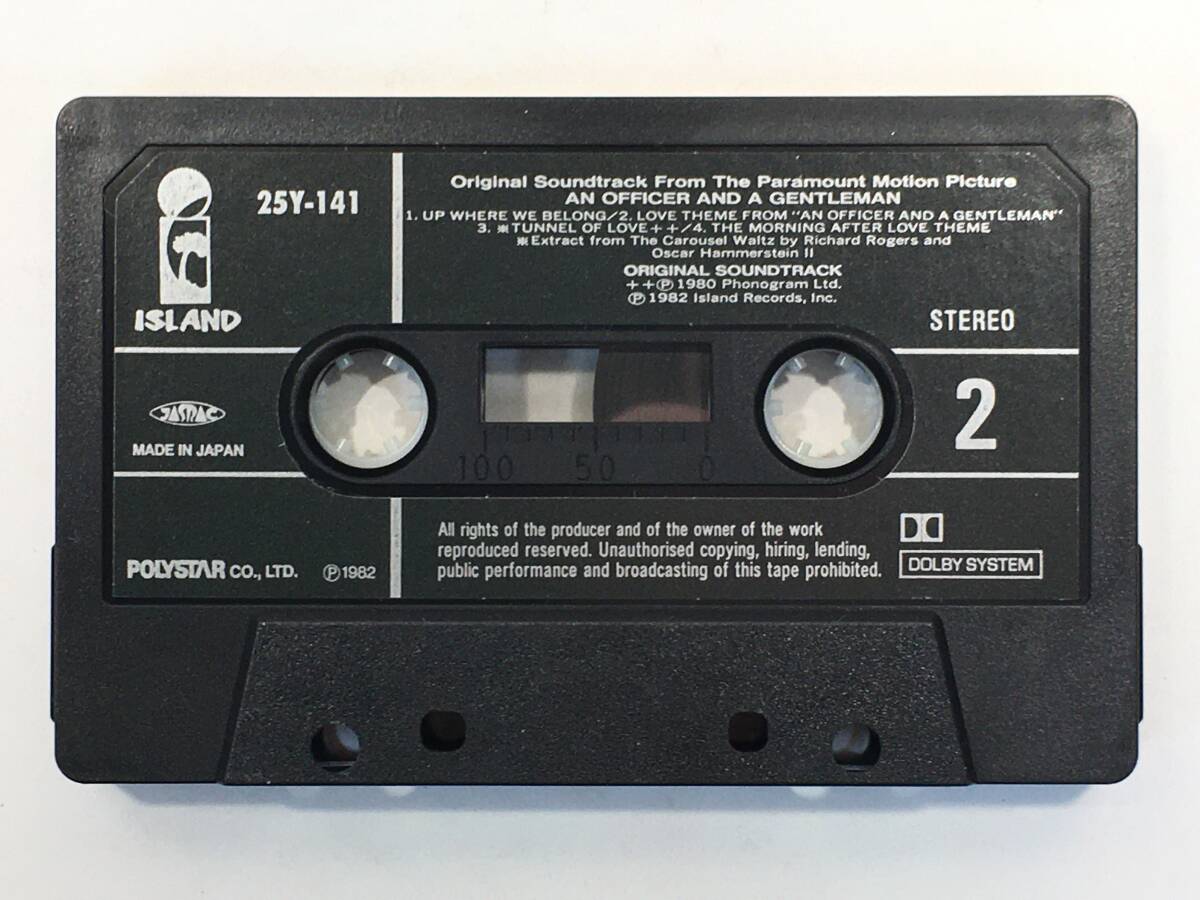 25Y-141
ISLAND
Original Soundtrack From The Paramount Motion Picture
AN OFFICER AND A GENTLEMAN
1. UP WHERE WE BELONG/2. LOVE THEME FROM "AN OFFICER AND A GENTLEMAN"
3. ※TUNNEL OF LOVE++/4. THE MORNING AFTER LOVE THEME
※Extract from The Carousel Waltz by Richard Rogers and
Oscar Hammerstein II
ORIGINAL SOUNDTRACK
++Ⓟ1980 Phonogram Ltd.
Ⓟ1982 Island Records, Inc.
STEREO
JASRAC
MADE IN JAPAN
2
100 50 0
POLYSTAR CO., LTD. Ⓟ1982
All rights of the producer and of the owner of the work
reproduced reserved. Unauthorised copying, hiring, lending,
public performance and broadcasting of this tape prohibited.
DOLBY SYSTEM